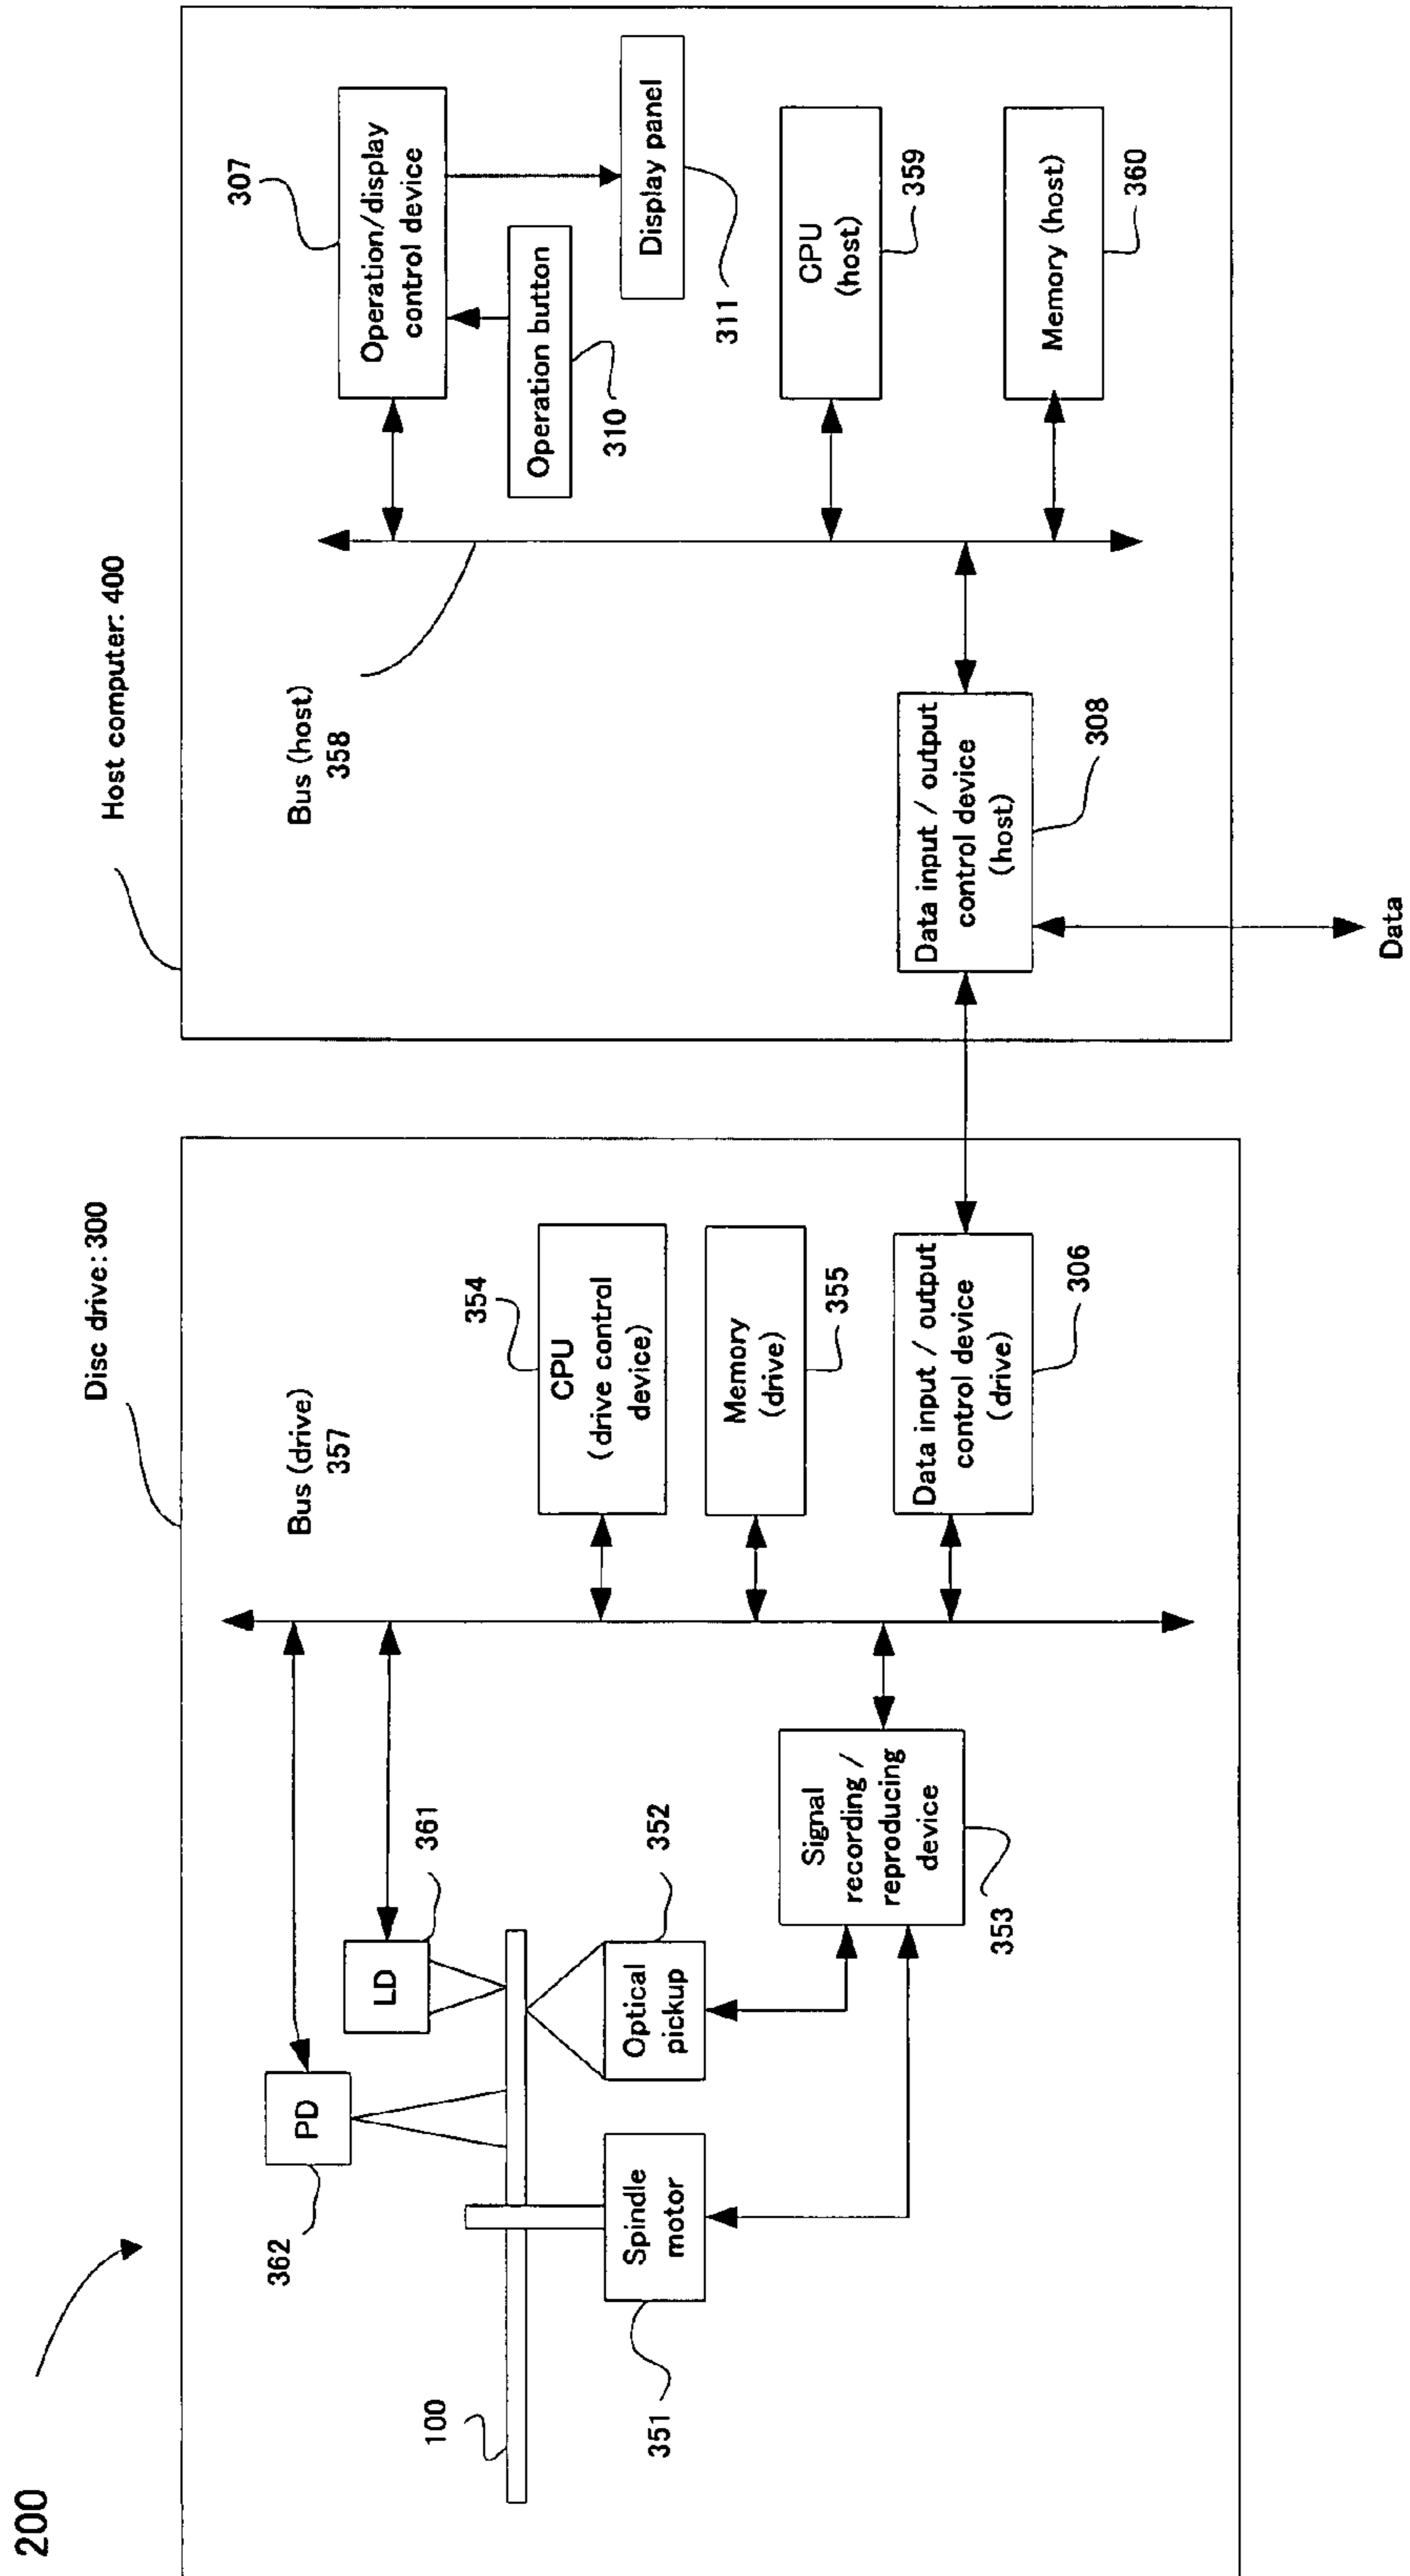 200
Disc drive:300
Host computer: 400
362
PD
LD
361
100
Spindle
motor
351
Optical
pickup
352
Signal
recording /
reproducing
device
353
Bus (drive)
357
354
CPU
(drive control
device)
Memory
(drive)
355
Data input / output
control device
(drive)
306
Bus (host)
358
Data input / output
control device
(host)
308
Data
307
Operation/display
control device
Operation button
310
Display panel
311
CPU
(host)
359
Memory (host)
360